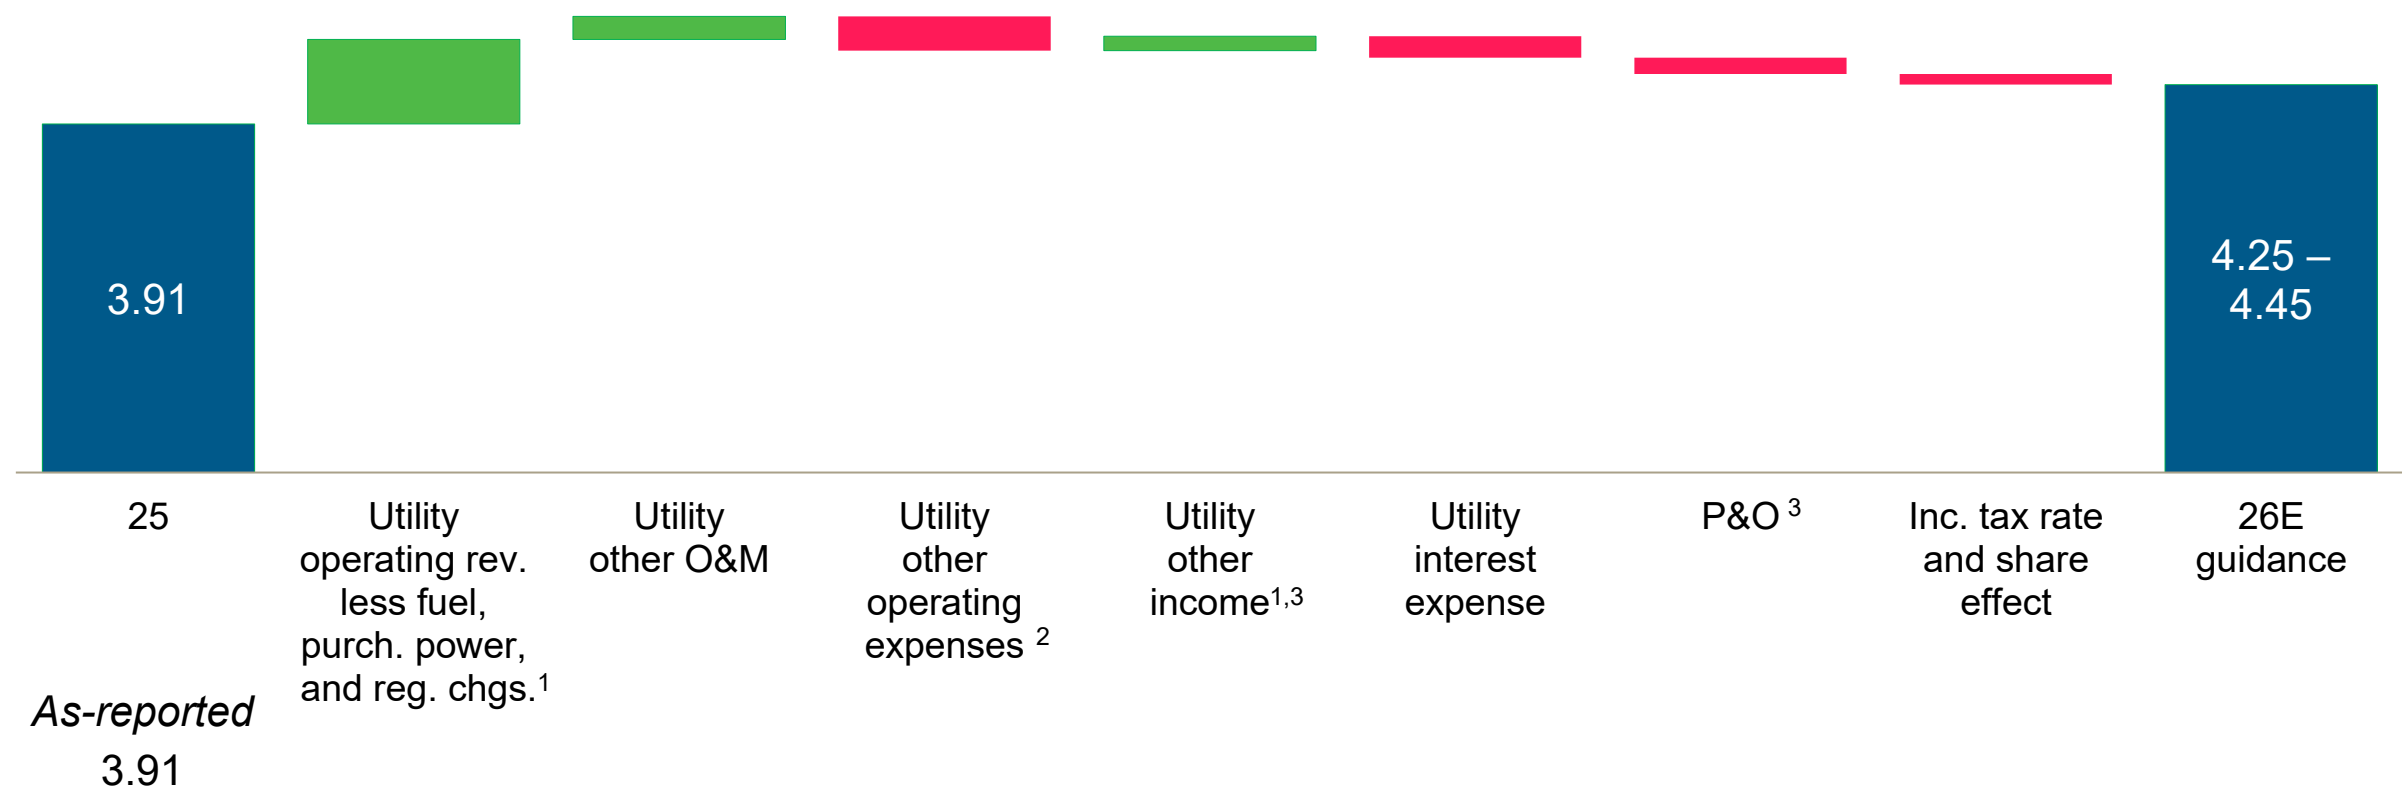 3.91
4.25 –
4.45
25
Utility
operating rev.
less fuel,
purch. power,
and reg. chgs.1
Utility
other O&M
Utility
other
operating
expenses 2
Utility
other
income1,3
Utility
interest
expense
P&O 3
Inc. tax rate
and share
effect
26E
guidance
As-reported
3.91